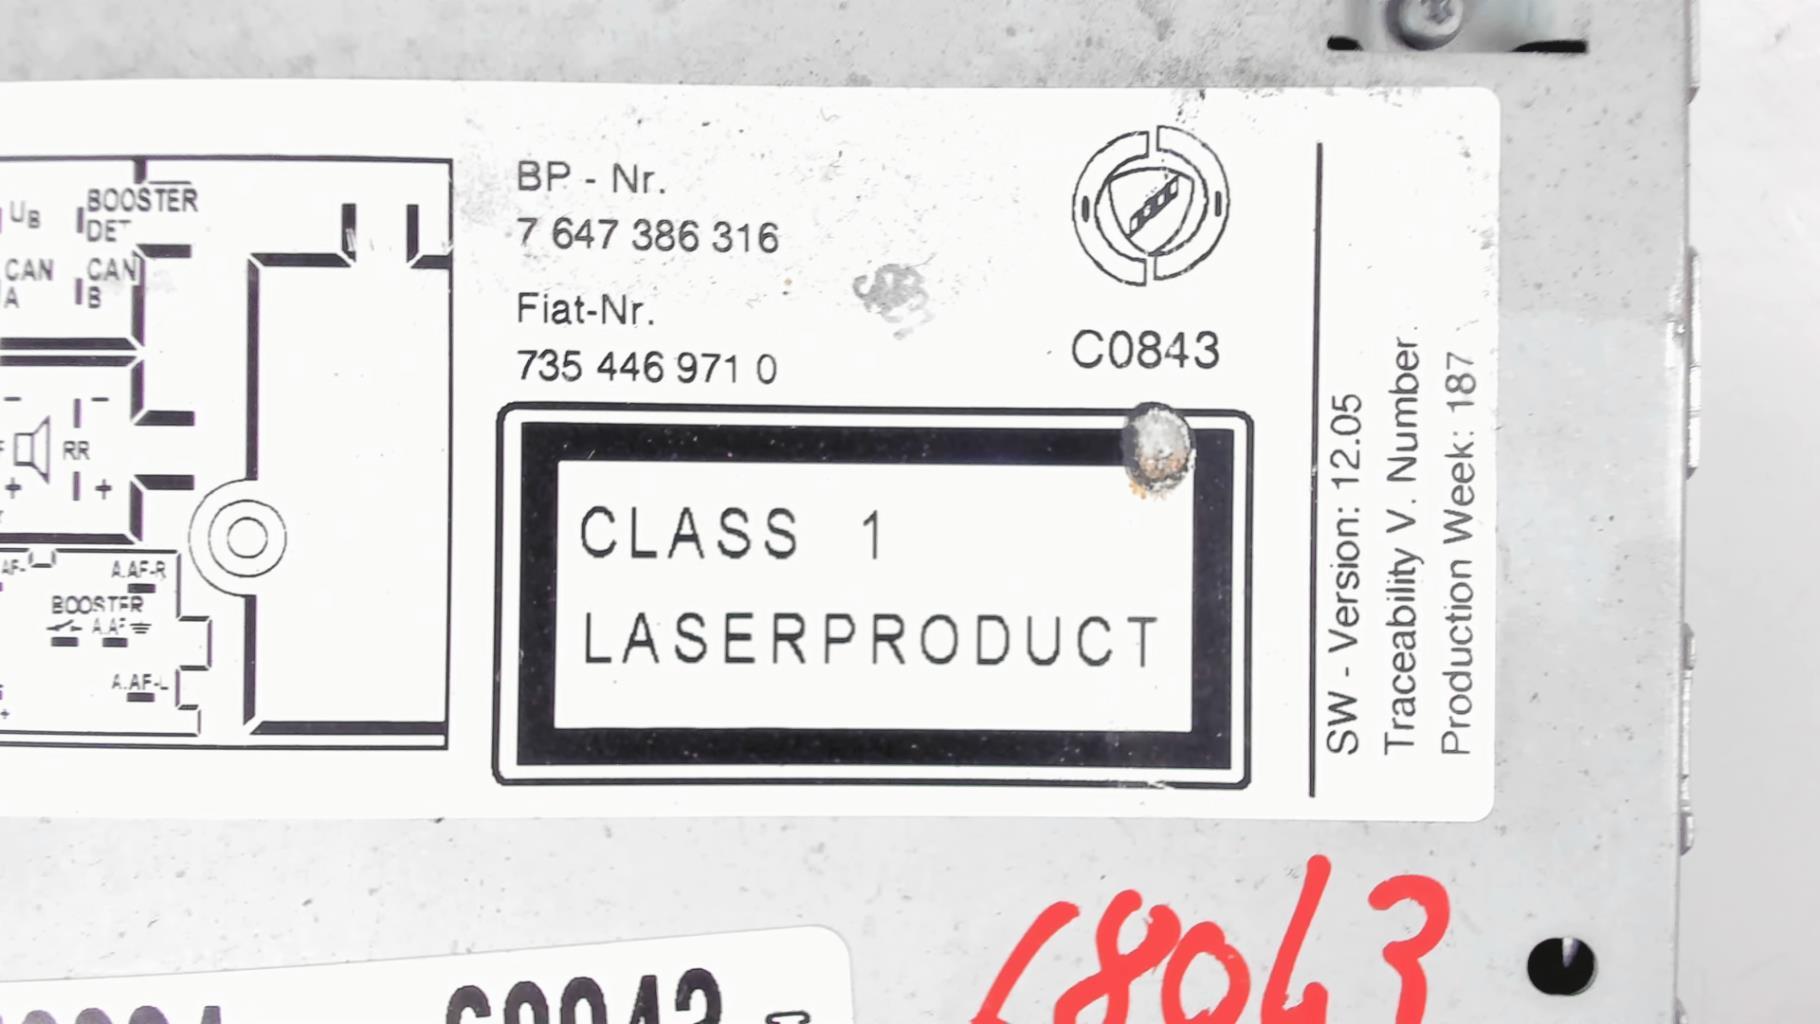 UB
BOOSTER
DET
CAN
A
CAN
B
RR
A.AF-R
BOOSTER
A.AF
A.AF-L
BP - Nr.
7 647 386 316
Fiat-Nr.
735 446 971 0
C0843
CLASS 1
LASERPRODUCT
SW - Version: 12.05
Traceability V. Number
Production Week: 187